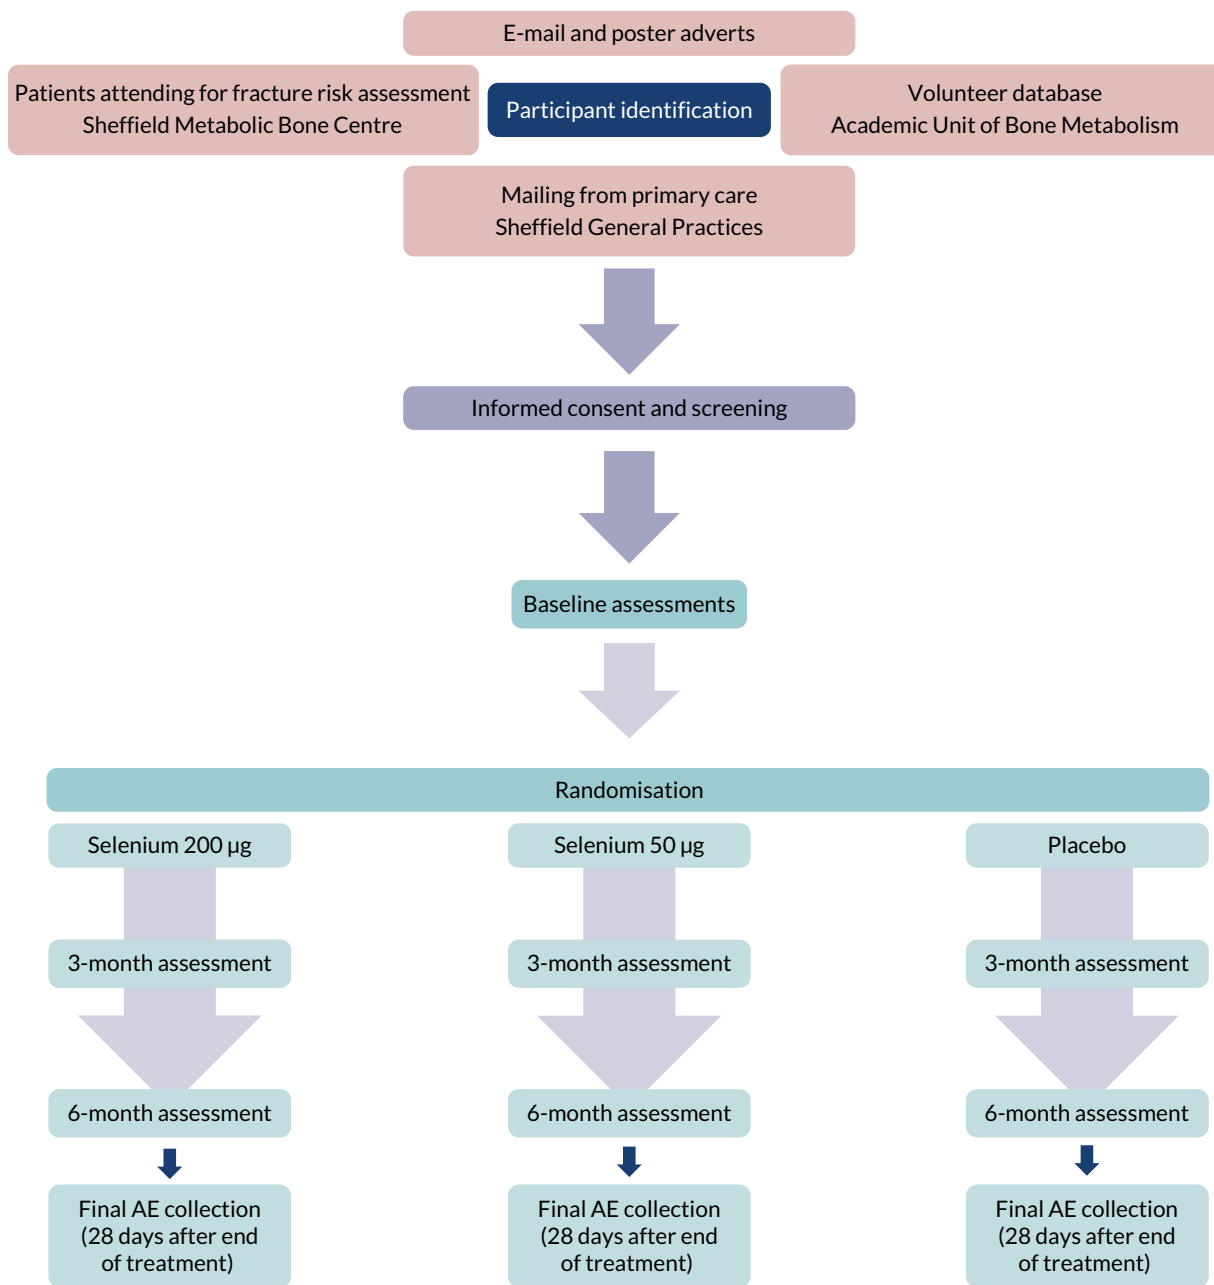 E-mail and poster adverts
Patients attending for fracture risk assessment
Sheffield Metabolic Bone Centre
Participant identification
Volunteer database
Academic Unit of Bone Metabolism
Mailing from primary care
Sheffield General Practices
Informed consent and screening
Baseline assessments
Randomisation
Selenium 200 µg
Selenium 50 µg
Placebo
3-month assessment
3-month assessment
3-month assessment
6-month assessment
6-month assessment
6-month assessment
Final AE collection
(28 days after end
of treatment)
Final AE collection
(28 days after end
of treatment)
Final AE collection
(28 days after end
of treatment)